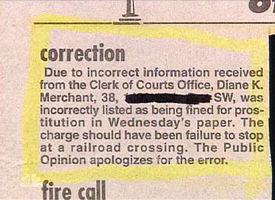 correction
Due to incorrect information received
from the Clerk of Courts Office, Diane K.
Merchant, 38, SW, was
incorrectly listed as being fined for pros-
titution in Wednesday's paper. The
charge should have been failure to stop
at a railroad crossing. The Public
Opinion apologizes for the error.
fire call